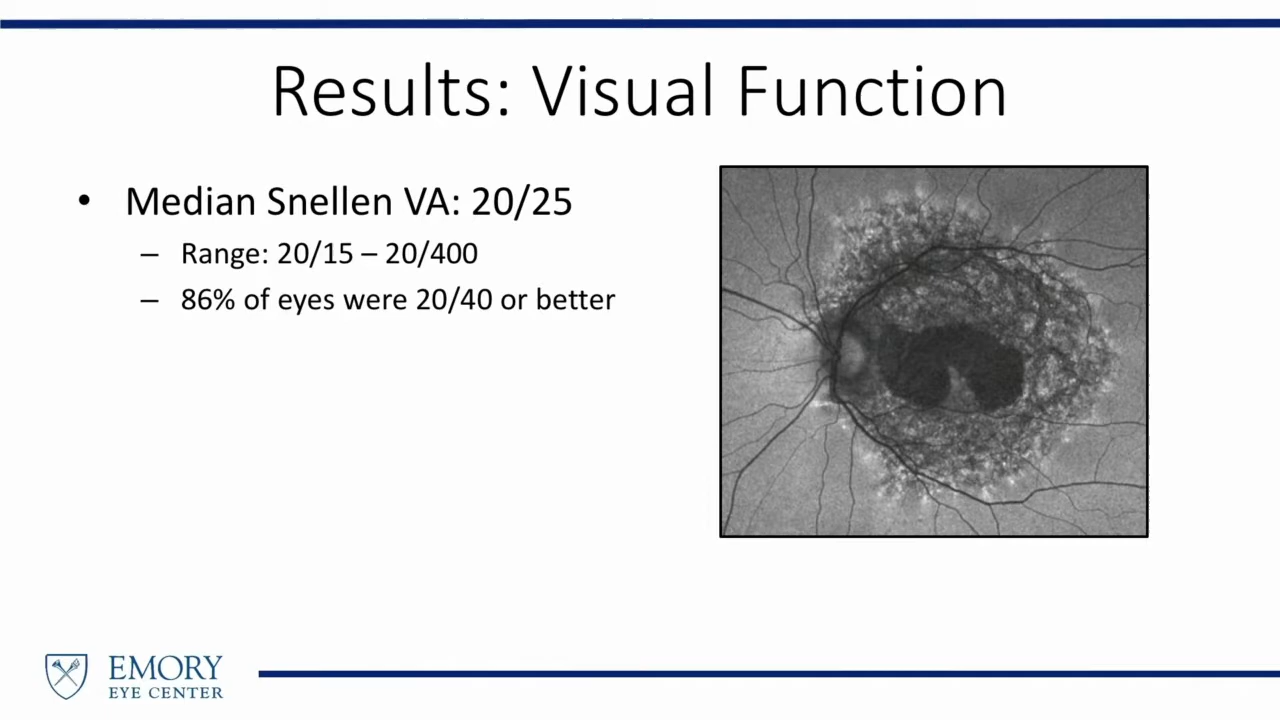 Results: Visual Function
• Median Snellen VA: 20/25
– Range: 20/15 – 20/400
– 86% of eyes were 20/40 or better
EMORY
EYE CENTER